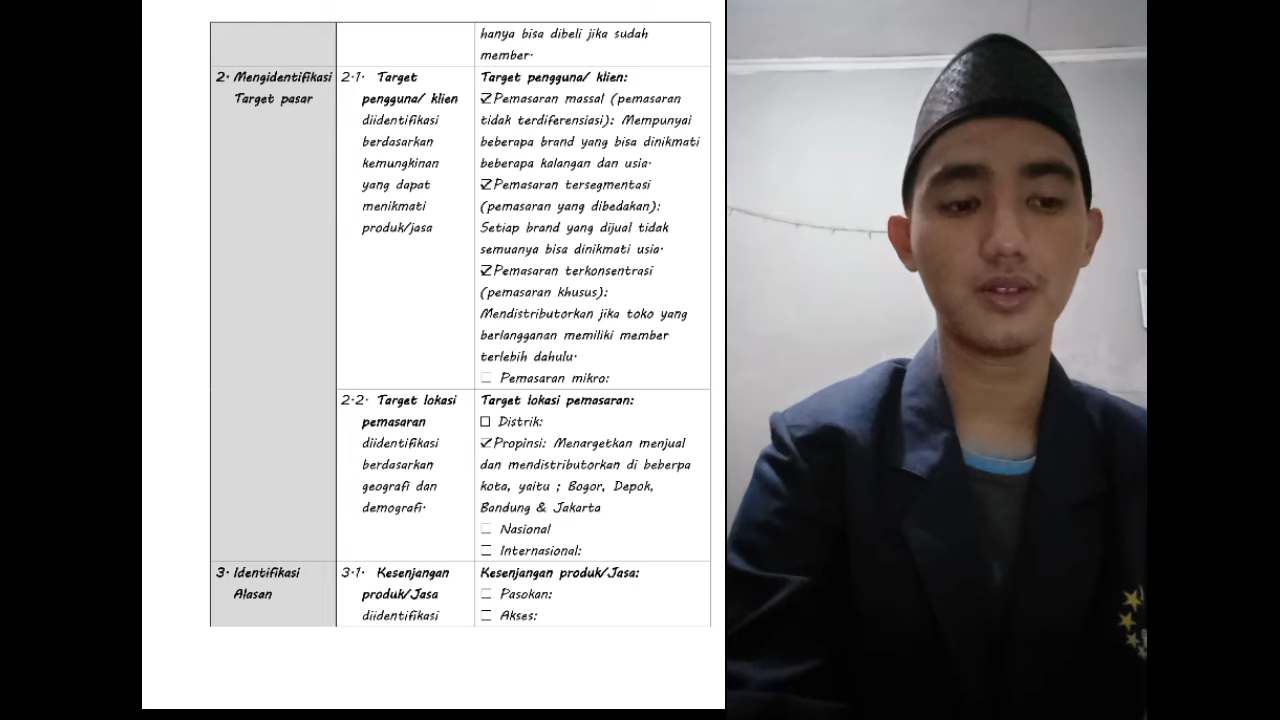 hanya bisa dibeli jika sudah
member.
2. Mengidentifikasi
Target pasar
2.1. Target
pengguna/ klien
diidentifikasi
berdasarkan
kemungkinan
yang dapat
menikmati
produk/jasa
Target pengguna/ klien:
☑Pemasaran massal (pemasaran
tidak terdiferensiasi): Mempunyai
beberapa brand yang bisa dinikmati
beberapa kalangan dan usia.
☑Pemasaran tersegmentasi
(pemasaran yang dibedakan):
Setiap brand yang dijual tidak
semuanya bisa dinikmati usia.
☑Pemasaran terkonsentrasi
(pemasaran khusus):
Mendistributorkan jika toko yang
berlangganan memiliki member
terlebih dahulu.
☐ Pemasaran mikro:
2.2. Target lokasi
pemasaran
diidentifikasi
berdasarkan
geografi dan
demografi.
Target lokasi pemasaran:
☐ Distrik:
☑Propinsi: Menargetkan menjual
dan mendistributorkan di beberpa
kota, yaitu ; Bogor, Depok,
Bandung & Jakarta
☐ Nasional
☐ Internasional:
3. Identifikasi
Alasan
3.1. Kesenjangan
produk/Jasa
diidentifikasi
Kesenjangan produk/Jasa:
☐ Pasokan:
☐ Akses: